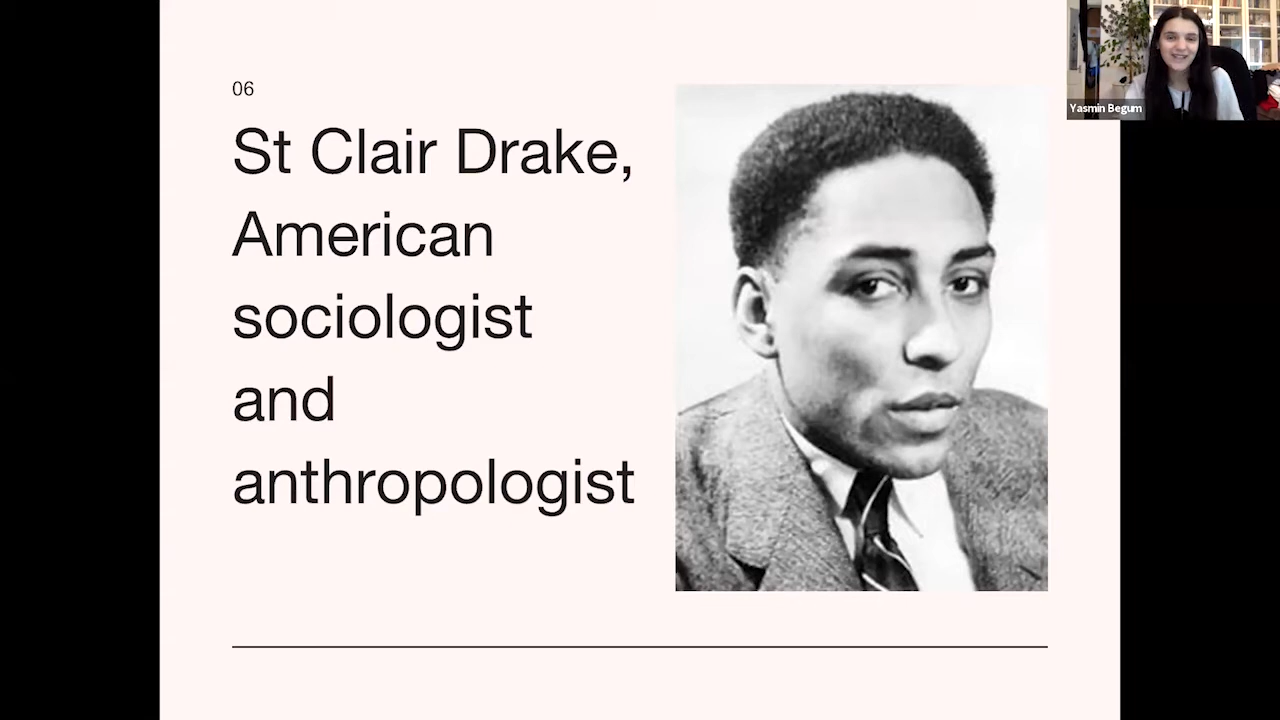 06
St Clair Drake,
American
sociologist
and
anthropologist
Yasmin Begum